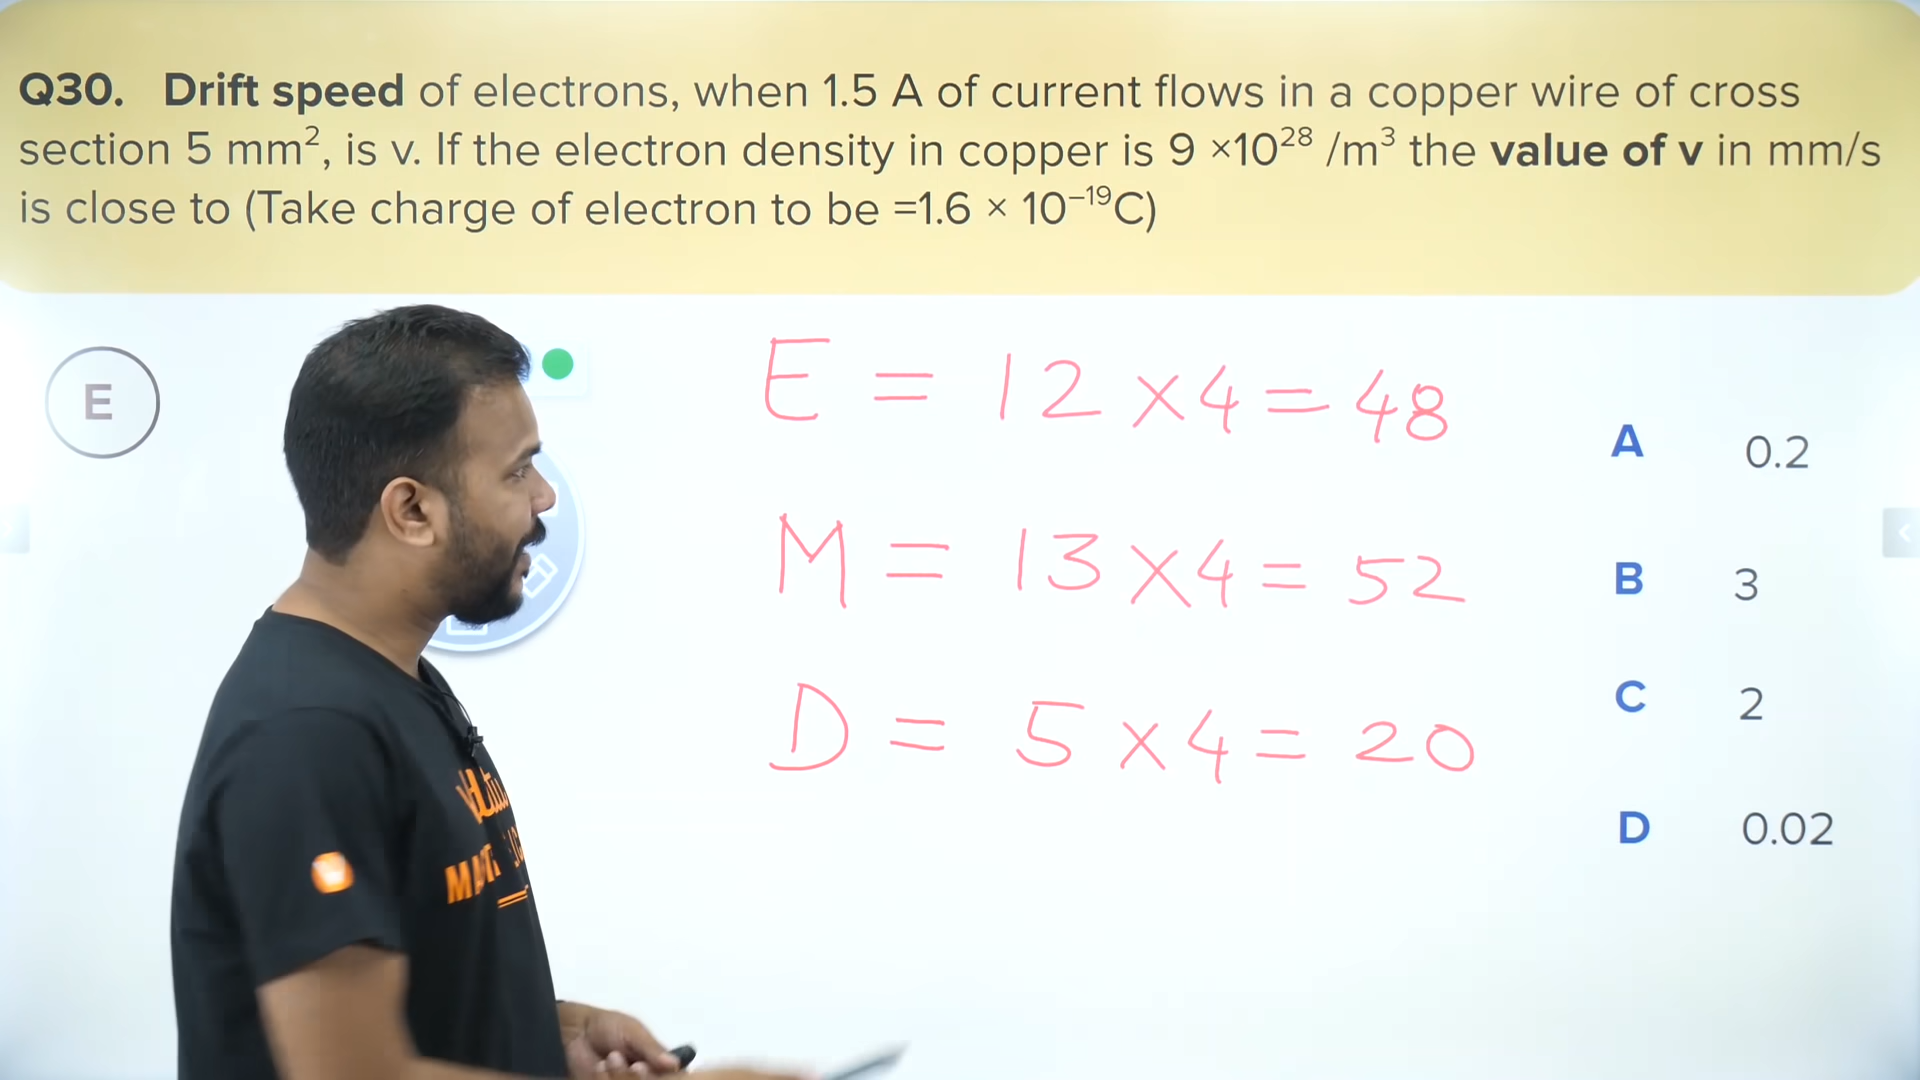 Q30. Drift speed of electrons, when 1.5 A of current flows in a copper wire of cross
section 5 mm², is v. If the electron density in copper is 9 ×10²⁸ /m³ the value of v in mm/s
is close to (Take charge of electron to be =1.6 × 10⁻¹⁹C)
E
E = 12 × 4 = 48
M = 13 × 4 = 52
D = 5 × 4 = 20
A 0.2
B 3
C 2
D 0.02